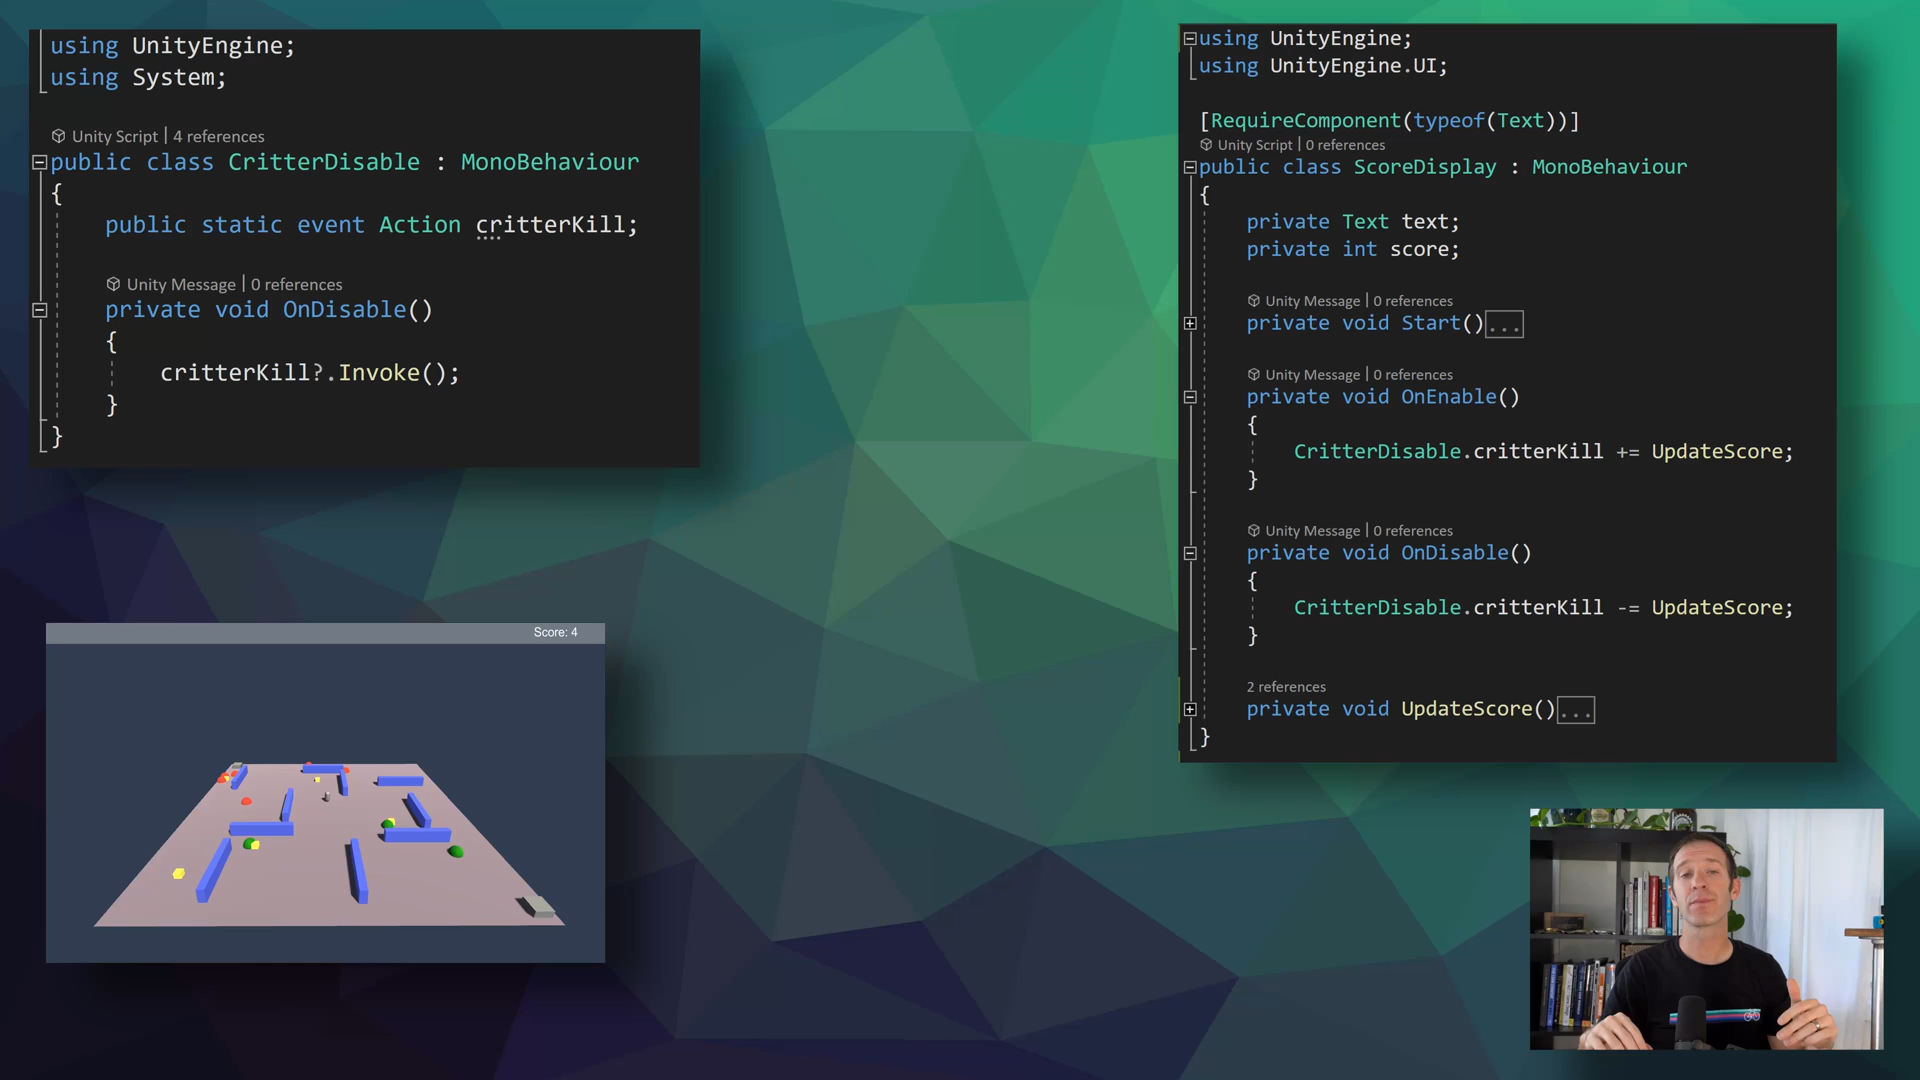 using UnityEngine;
using System;
Unity Script | 4 references
public class CritterDisable : MonoBehaviour
{
public static event Action critterKill;
Unity Message | 0 references
private void OnDisable()
{
critterKill?.Invoke();
}
}
using UnityEngine;
using UnityEngine.UI;
[RequireComponent(typeof(Text))]
Unity Script | 0 references
public class ScoreDisplay : MonoBehaviour
{
private Text text;
private int score;
Unity Message | 0 references
private void Start()...
Unity Message | 0 references
private void OnEnable()
{
CritterDisable.critterKill += UpdateScore;
}
Unity Message | 0 references
private void OnDisable()
{
CritterDisable.critterKill -= UpdateScore;
}
2 references
private void UpdateScore()...
}
Score: 4